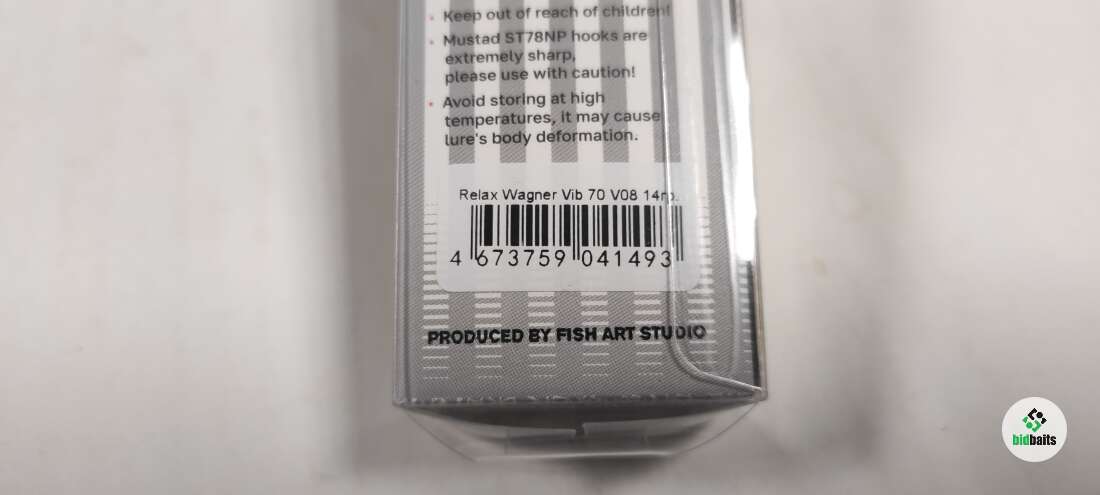 Keep out of reach of children!
Mustad ST78NP hooks are
extremely sharp,
please use with caution!
Avoid storing at high
temperatures, it may cause
lure's body deformation.
Relax Wagner Vib 70 V08 14гр.
4 673759 041493
PRODUCED BY FISH ART STUDIO
bidbaits